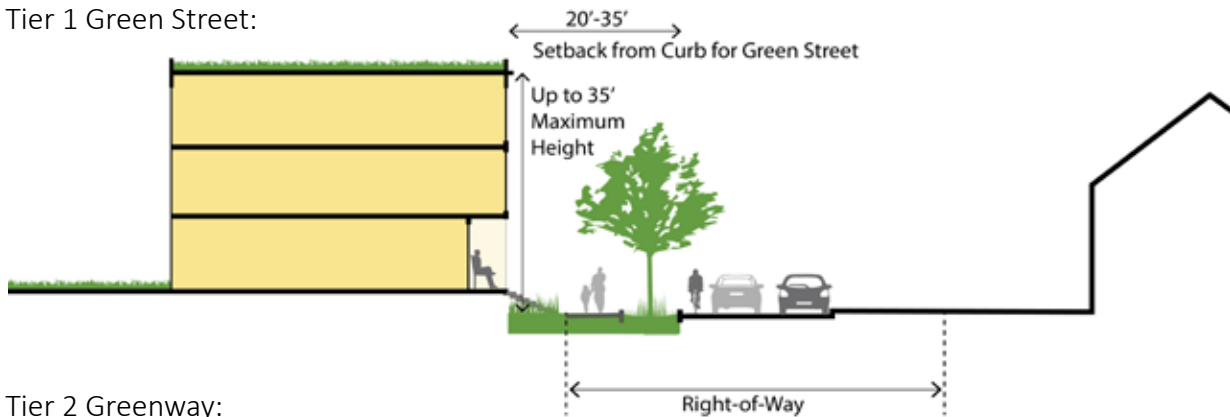 Tier 1 Green Street:
20'-35'
Setback from Curb for Green Street
Up to 35'
Maximum
Height
Right-of-Way
Tier 2 Greenway: